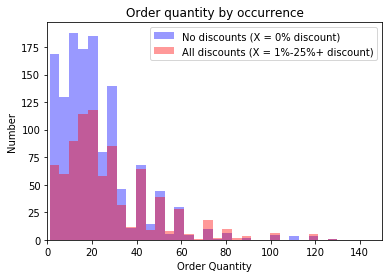 Order quantity by occurrence
No discounts (X = 0% discount)
All discounts (X = 1%-25%+ discount)
Number
175
150
125
100
75
50
25
0
0 20 40 60 80 100 120 140
Order Quantity